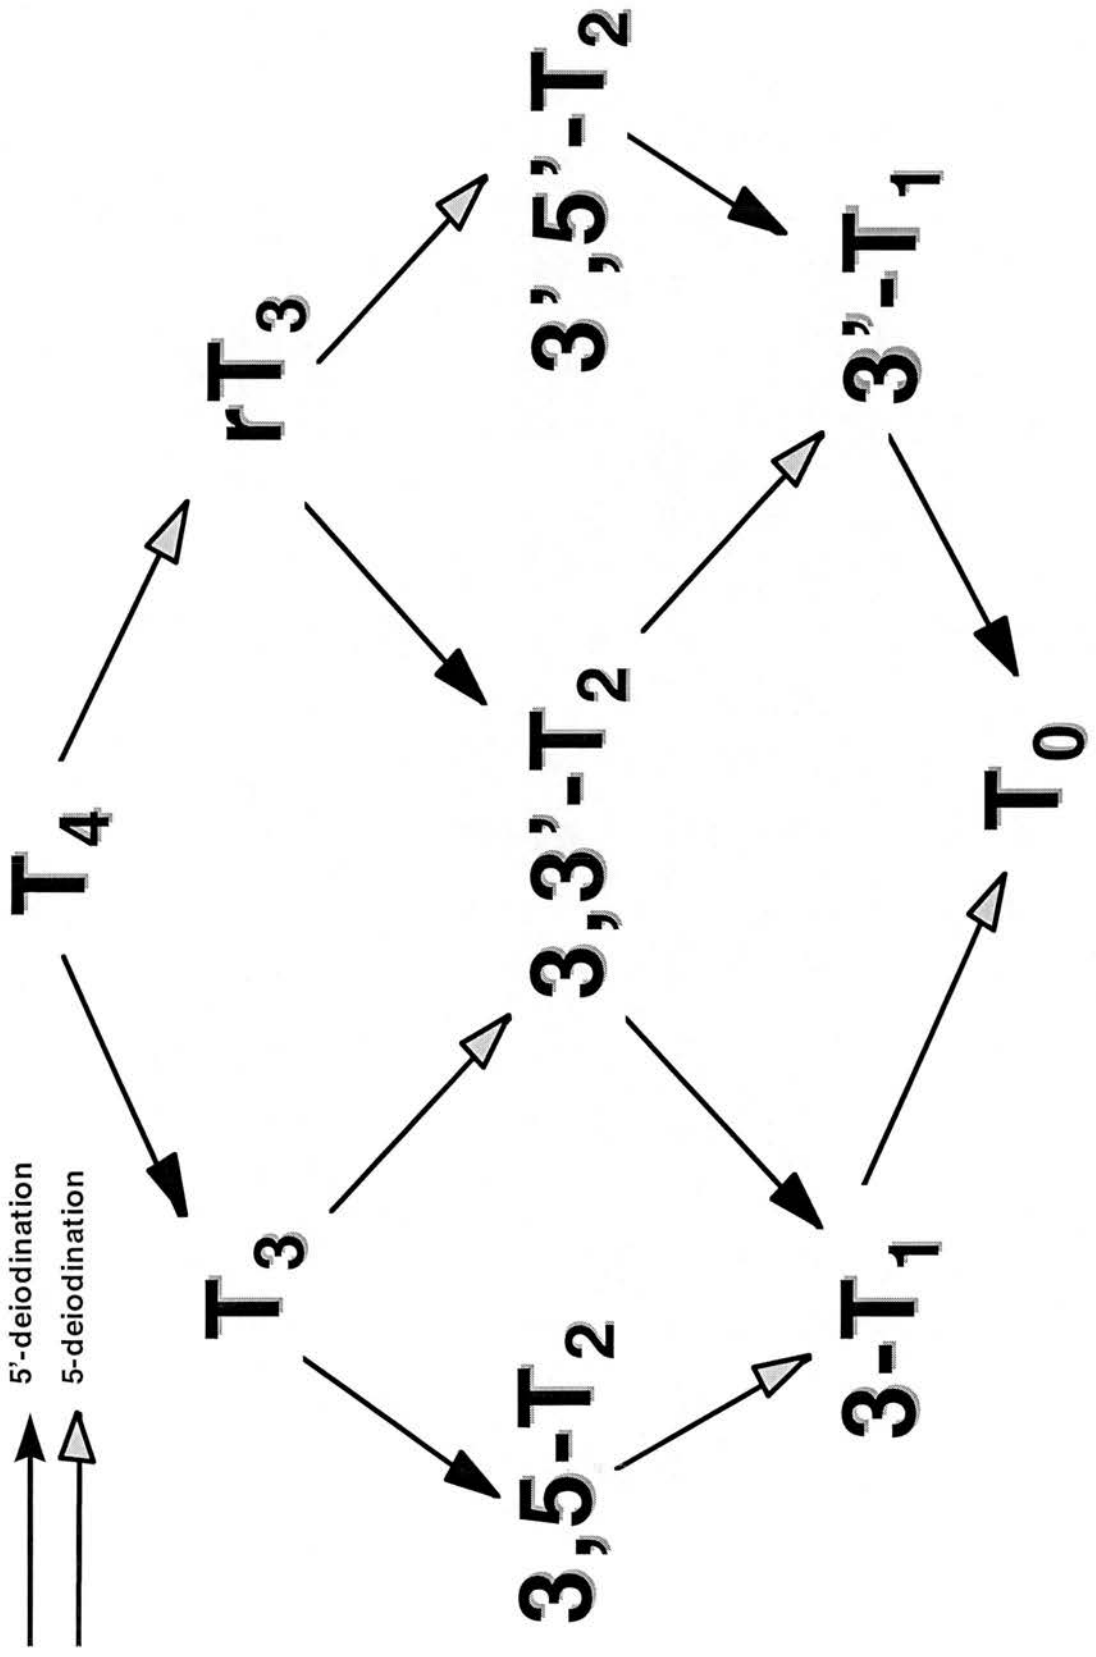 5'-deiodination
5-deiodination
T4
T3
rT3
3,5-T2
3,3'-T2
3',5'-T2
3-T1
3'-T1
T0